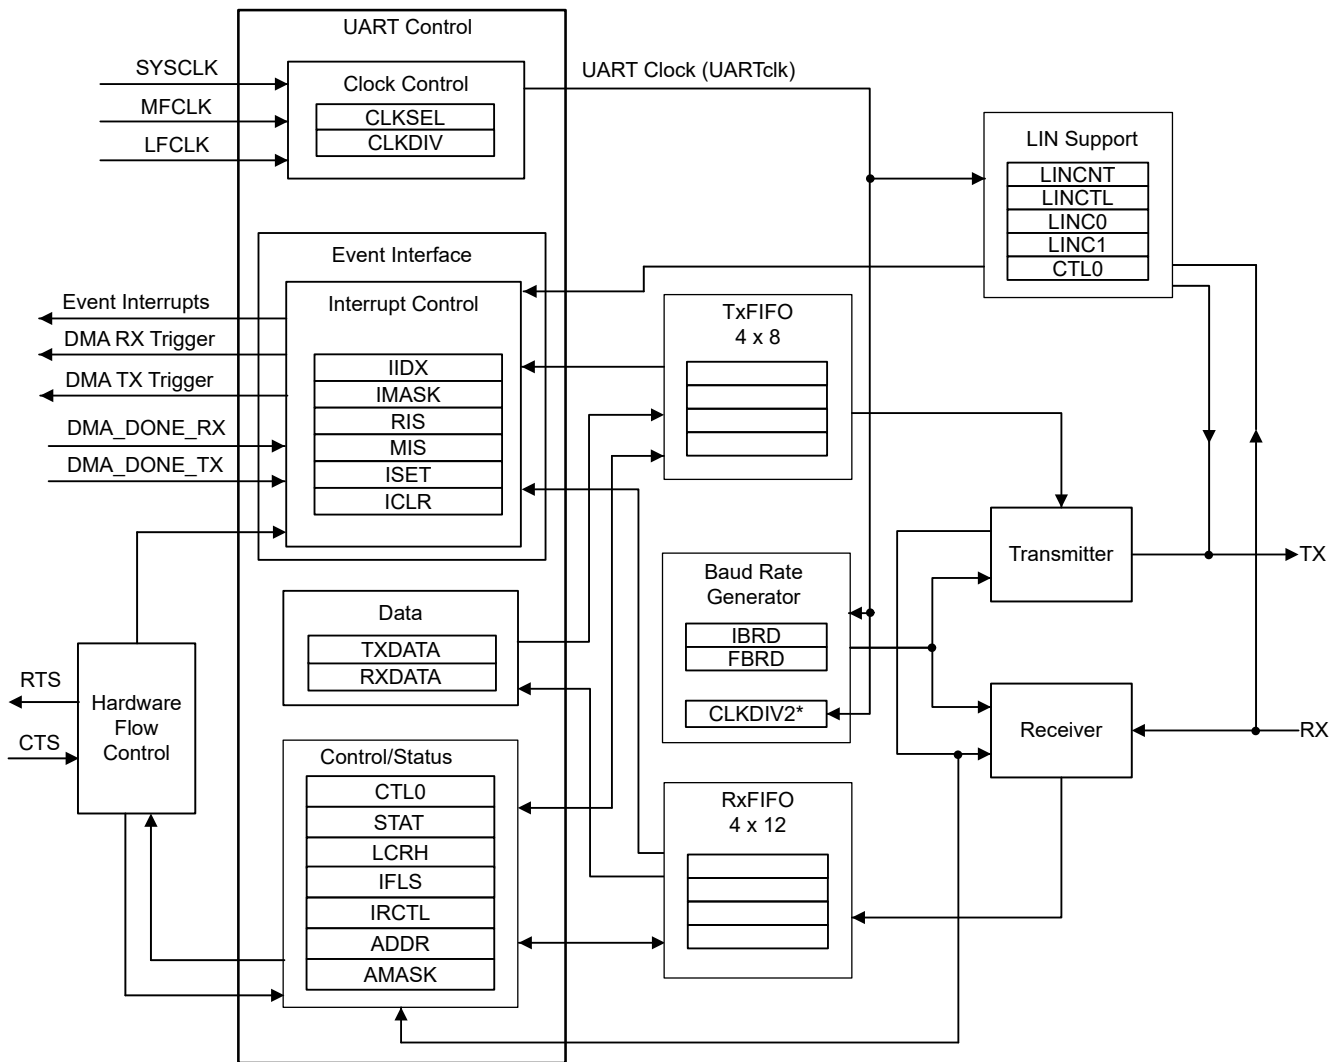 UART Control
SYSCLK
MFCLK
LFCLK
Clock Control
CLKSEL
CLKDIV
UART Clock (UARTclk)
LIN Support
LINCNT
LINCTL
LINC0
LINC1
CTL0
Event Interface
Interrupt Control
IIDX
IMASK
RIS
MIS
ISET
ICLR
Event Interrupts
DMA RX Trigger
DMA TX Trigger
DMA_DONE_RX
DMA_DONE_TX
TxFIFO
4 x 8
Transmitter
TX
Baud Rate
Generator
IBRD
FBRD
CLKDIV2*
Data
TXDATA
RXDATA
RTS
CTS
Hardware
Flow
Control
Receiver
RX
Control/Status
CTL0
STAT
LCRH
IFLS
IRCTL
ADDR
AMASK
RxFIFO
4 x 12